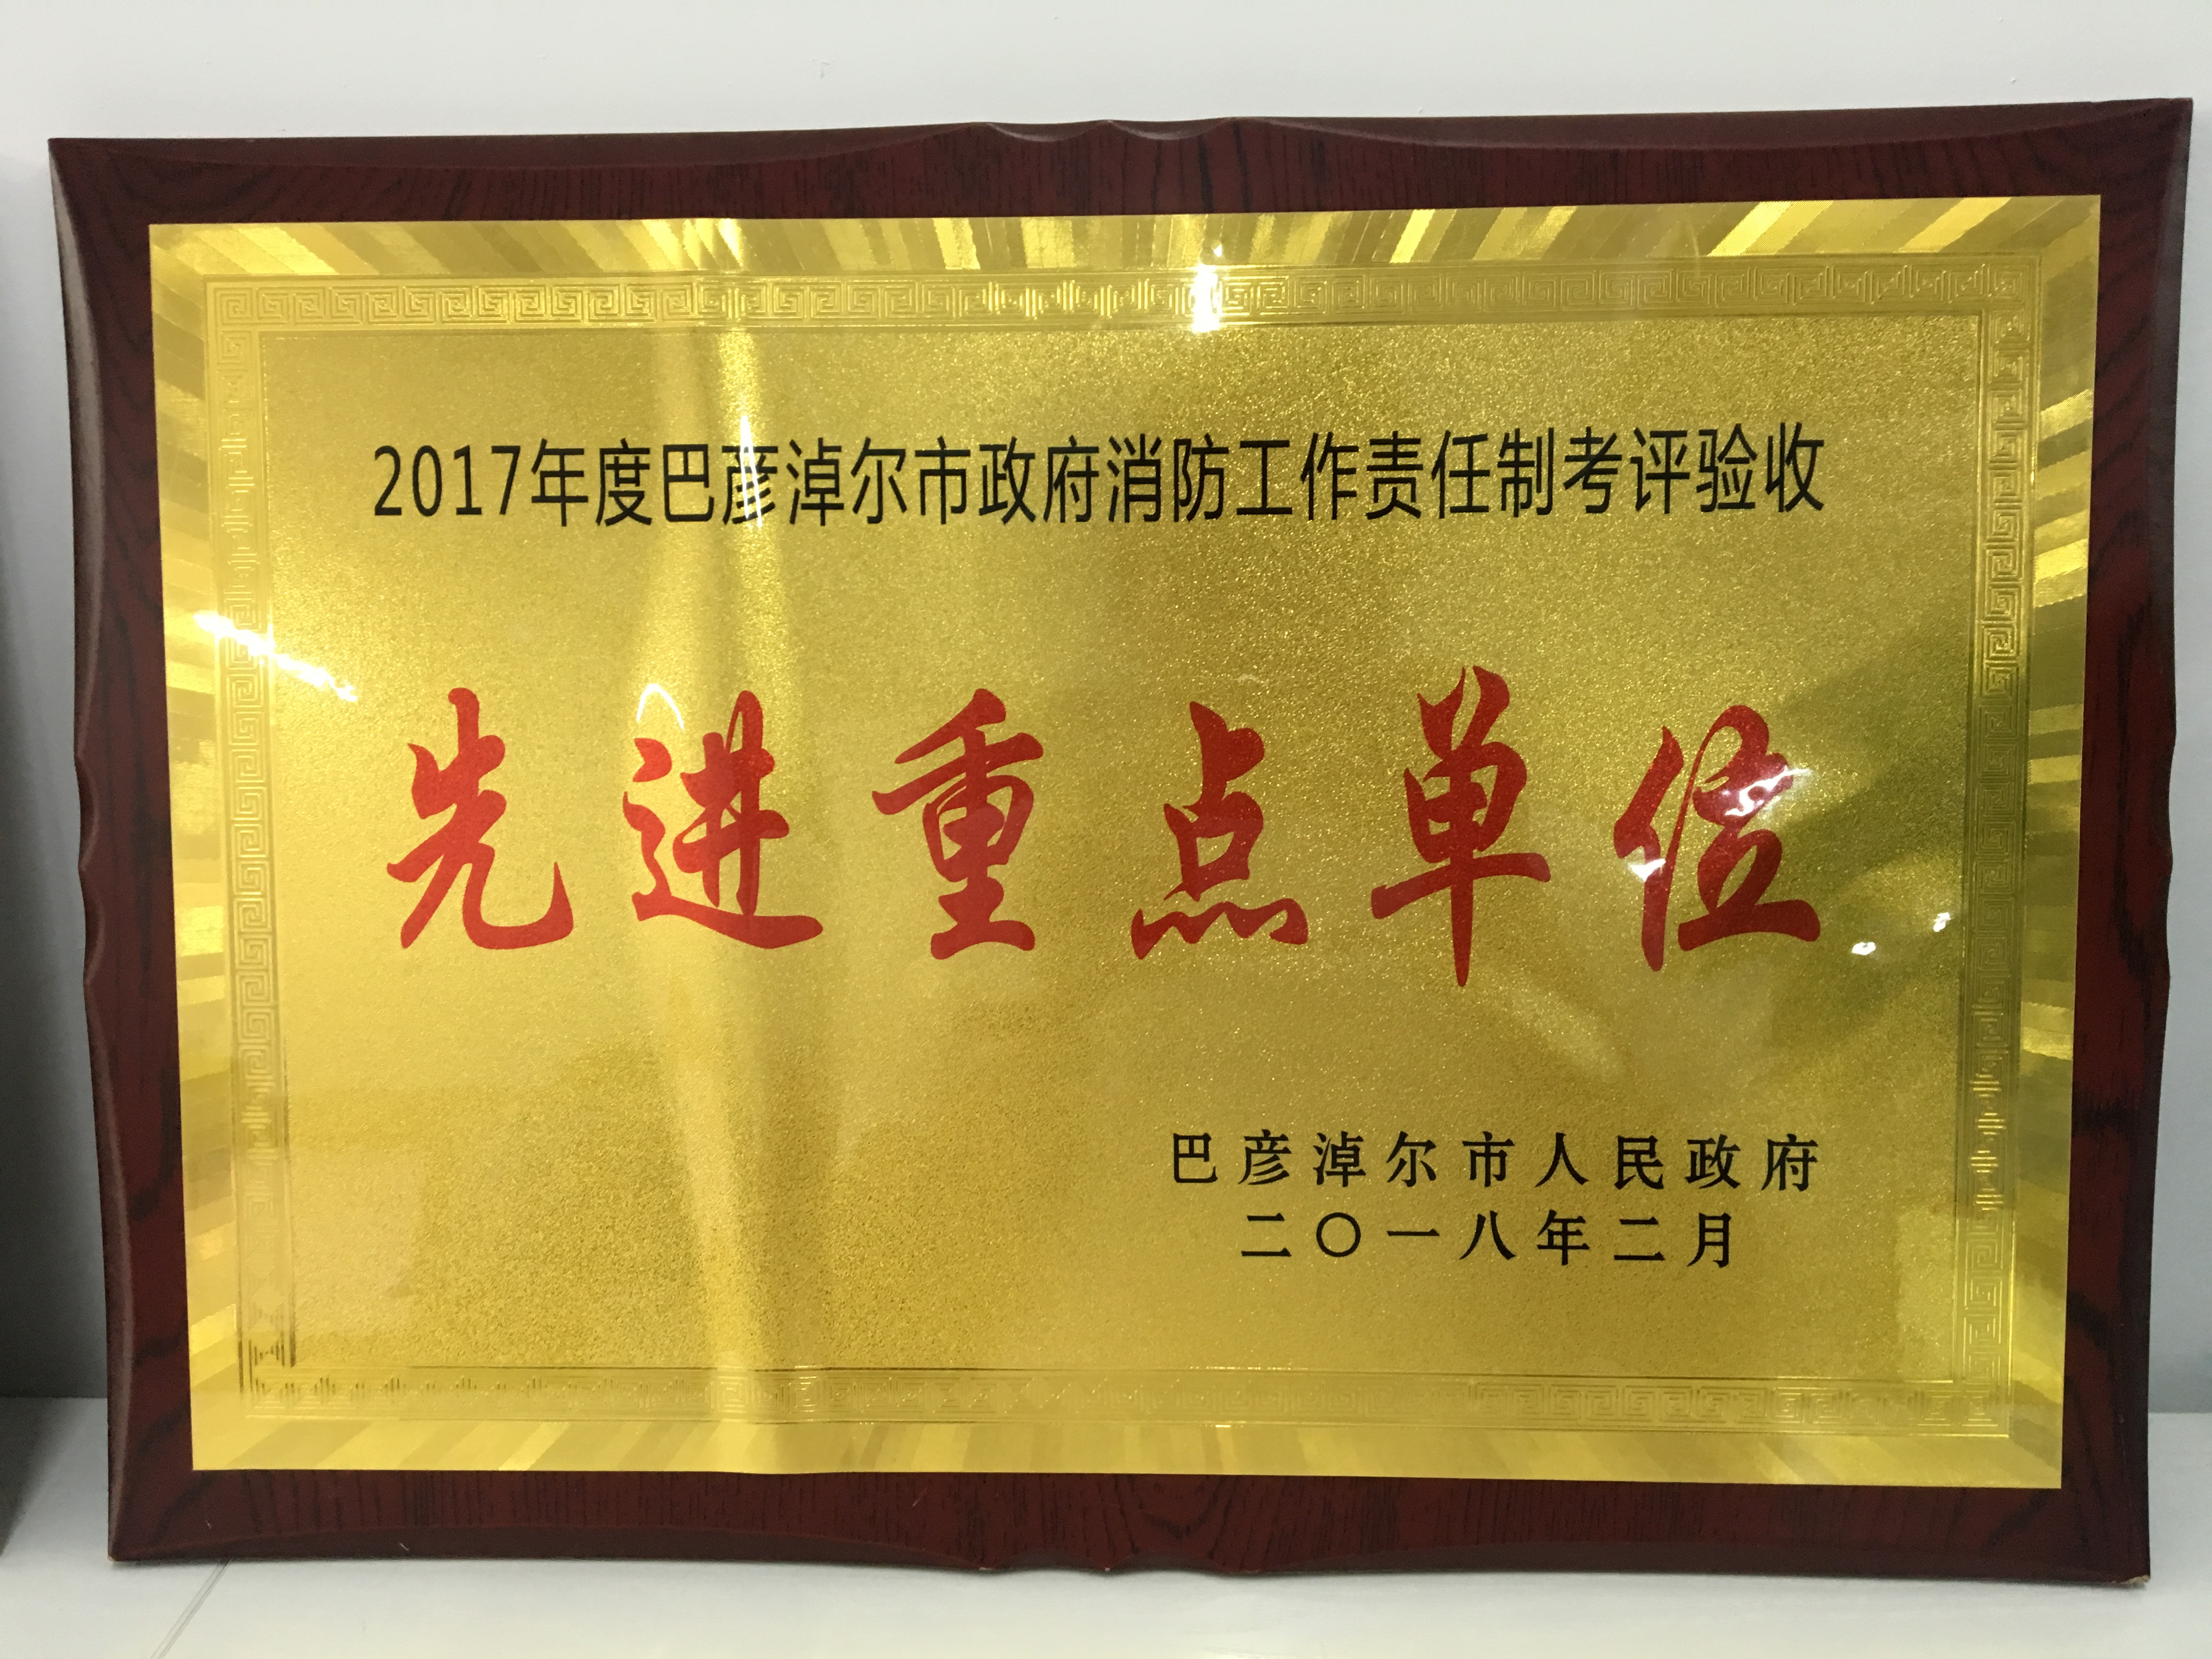 2017年度巴彦淖尔市政府消防工作责任制考评验收
先进重点单位
巴彦淖尔市人民政府
二〇一八年二月